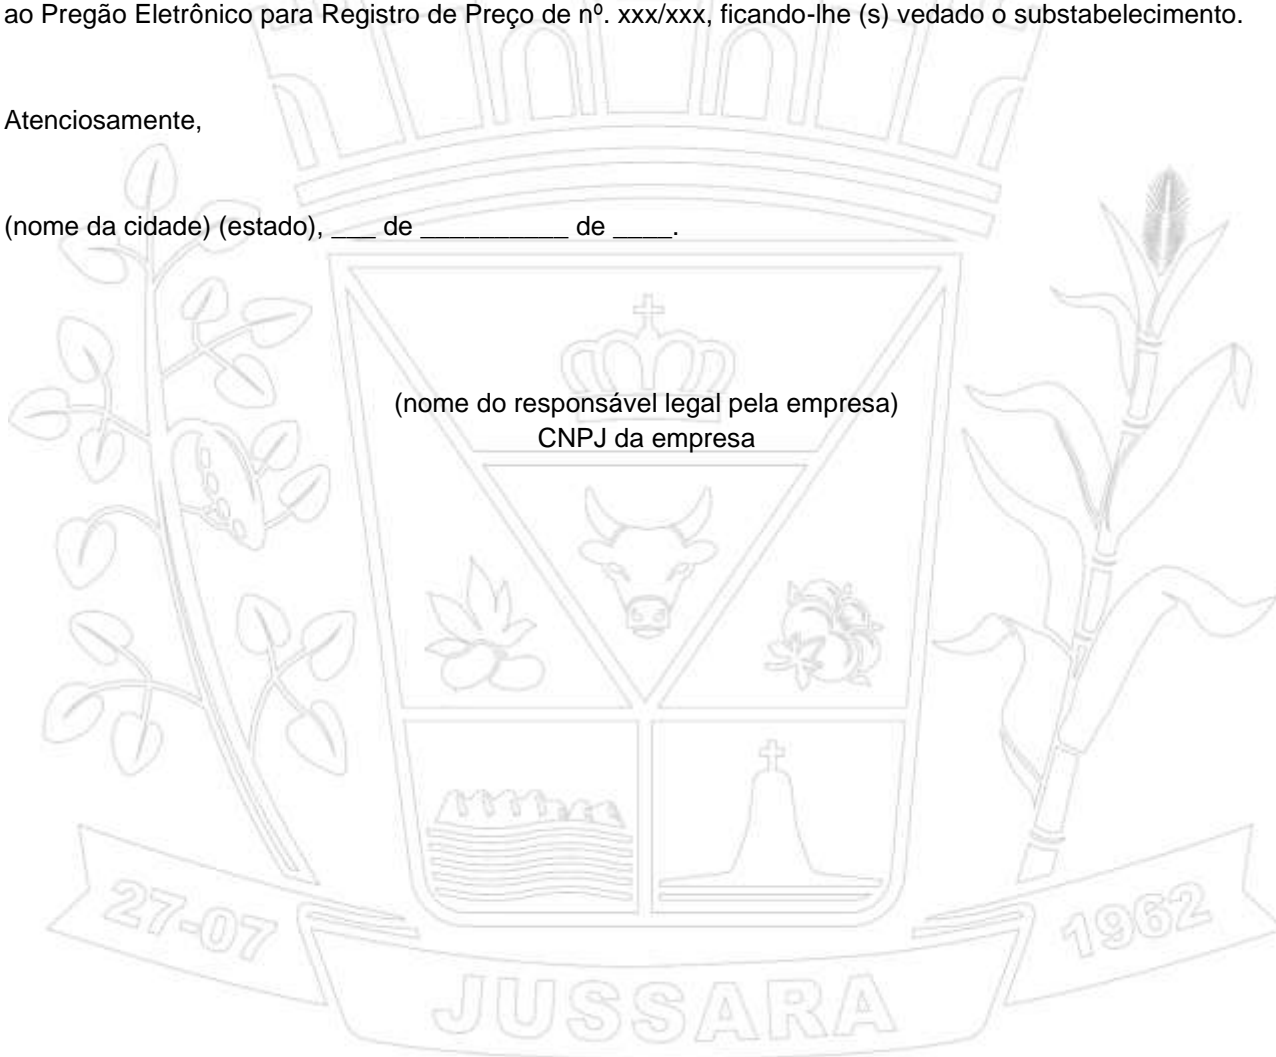 ao Pregão Eletrônico para Registro de Preço de nº. xxx/xxx, ficando-lhe (s) vedado o substabelecimento.
Atenciosamente,
(nome da cidade) (estado), ___ de __________ de ____.
(nome do responsável legal pela empresa)
CNPJ da empresa
27-07
1962
JUSSARA